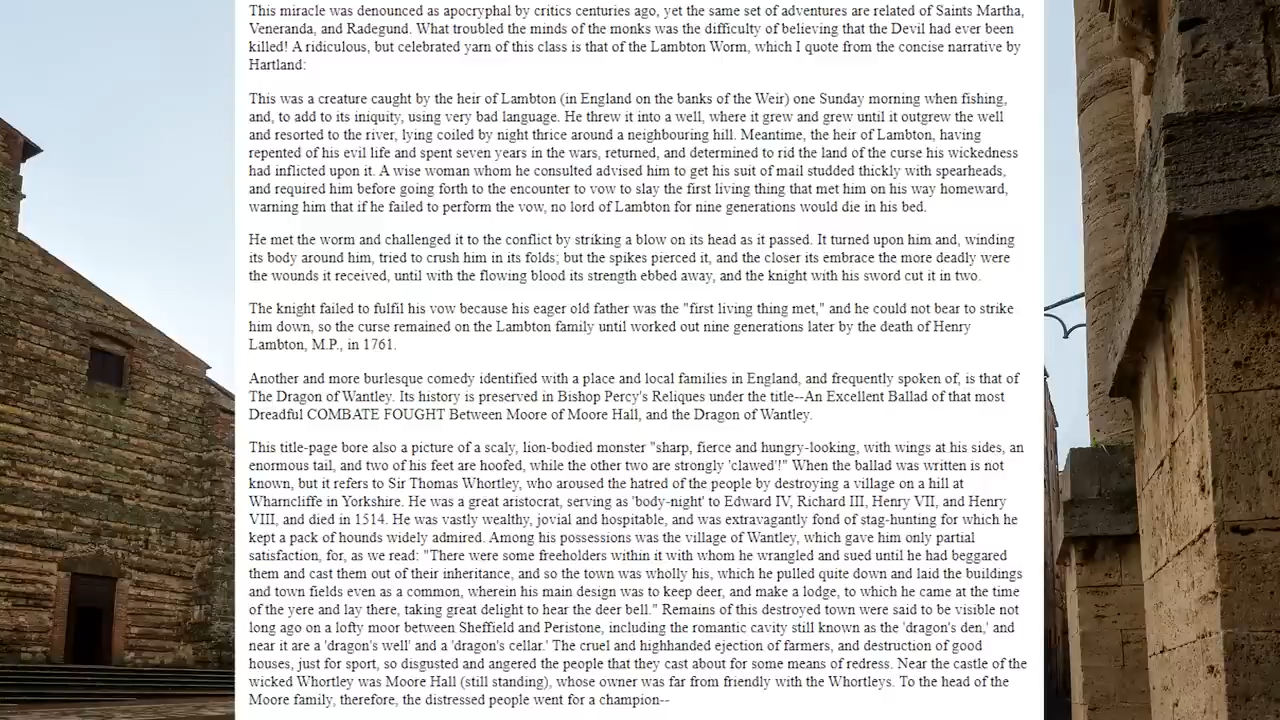 This miracle was denounced as apocryphal by critics centuries ago, yet the same set of adventures are related of Saints Martha,
Veneranda, and Radegund. What troubled the minds of the monks was the difficulty of believing that the Devil had ever been
killed! A ridiculous, but celebrated yarn of this class is that of the Lambton Worm, which I quote from the concise narrative by
Hartland:
This was a creature caught by the heir of Lambton (in England on the banks of the Weir) one Sunday morning when fishing,
and, to add to its iniquity, using very bad language. He threw it into a well, where it grew and grew until it outgrew the well
and resorted to the river, lying coiled by night thrice around a neighbouring hill. Meantime, the heir of Lambton, having
repented of his evil life and spent seven years in the wars, returned, and determined to rid the land of the curse his wickedness
had inflicted upon it. A wise woman whom he consulted advised him to get his suit of mail studded thickly with spearheads,
and required him before going forth to the encounter to vow to slay the first living thing that met him on his way homeward,
warning him that if he failed to perform the vow, no lord of Lambton for nine generations would die in his bed.
He met the worm and challenged it to the conflict by striking a blow on its head as it passed. It turned upon him and, winding
its body around him, tried to crush him in its folds; but the spikes pierced it, and the closer its embrace the more deadly were
the wounds it received, until with the flowing blood its strength ebbed away, and the knight with his sword cut it in two.
The knight failed to fulfil his vow because his eager old father was the "first living thing met," and he could not bear to strike
him down, so the curse remained on the Lambton family until worked out nine generations later by the death of Henry
Lambton, M.P., in 1761.
Another and more burlesque comedy identified with a place and local families in England, and frequently spoken of, is that of
The Dragon of Wantley. Its history is preserved in Bishop Percy's Reliques under the title--An Excellent Ballad of that most
Dreadful COMBATE FOUGHT Between Moore of Moore Hall, and the Dragon of Wantley.
This title-page bore also a picture of a scaly, lion-bodied monster "sharp, fierce and hungry-looking, with wings at his sides, an
enormous tail, and two of his feet are hoofed, while the other two are strongly 'clawed'!" When the ballad was written is not
known, but it refers to Sir Thomas Whortley, who aroused the hatred of the people by destroying a village on a hill at
Wharncliffe in Yorkshire. He was a great aristocrat, serving as 'body-night' to Edward IV, Richard III, Henry VII, and Henry
VIII, and died in 1514. He was vastly wealthy, jovial and hospitable, and was extravagantly fond of stag-hunting for which he
kept a pack of hounds widely admired. Among his possessions was the village of Wantley, which gave him only partial
satisfaction, for, as we read: "There were some freeholders within it with whom he wrangled and sued until he had beggared
them and cast them out of their inheritance, and so the town was wholly his, which he pulled quite down and laid the buildings
and town fields even as a common, wherein his main design was to keep deer, and make a lodge, to which he came at the time
of the yere and lay there, taking great delight to hear the deer bell." Remains of this destroyed town were said to be visible not
long ago on a lofty moor between Sheffield and Peristone, including the romantic cavity still known as the 'dragon's den,' and
near it are a 'dragon's well' and a 'dragon's cellar.' The cruel and highhanded ejection of farmers, and destruction of good
houses, just for sport, so disgusted and angered the people that they cast about for some means of redress. Near the castle of the
wicked Whortley was Moore Hall (still standing), whose owner was far from friendly with the Whortleys. To the head of the
Moore family, therefore, the distressed people went for a champion--